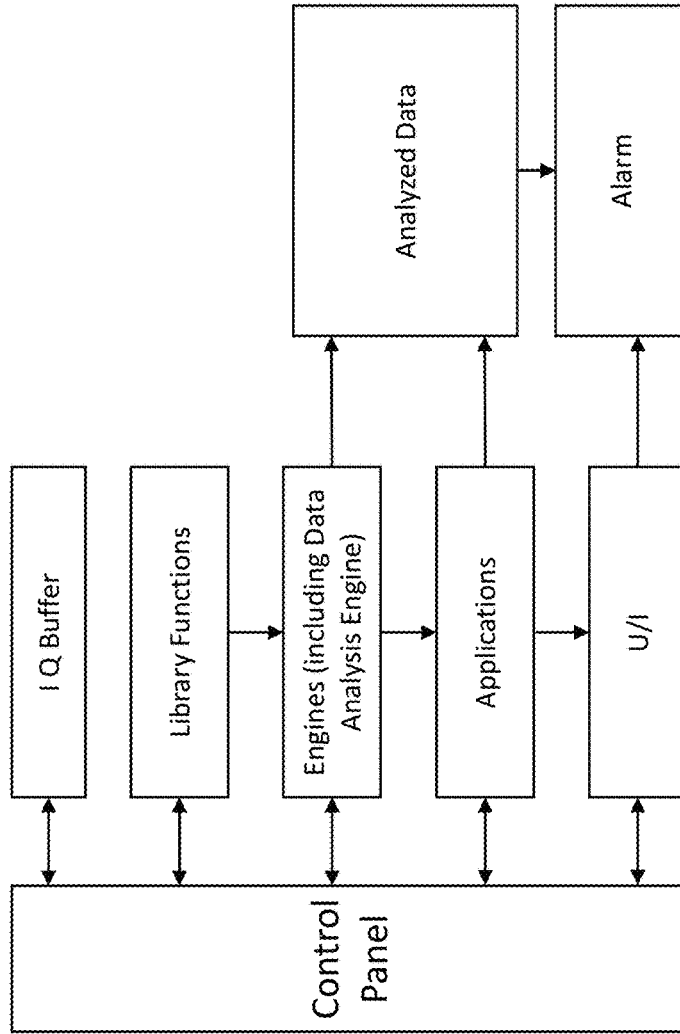 Control
Panel
I Q Buffer
Library Functions
Engines (including Data
Analysis Engine)
Applications
U/I
Analyzed Data
Alarm